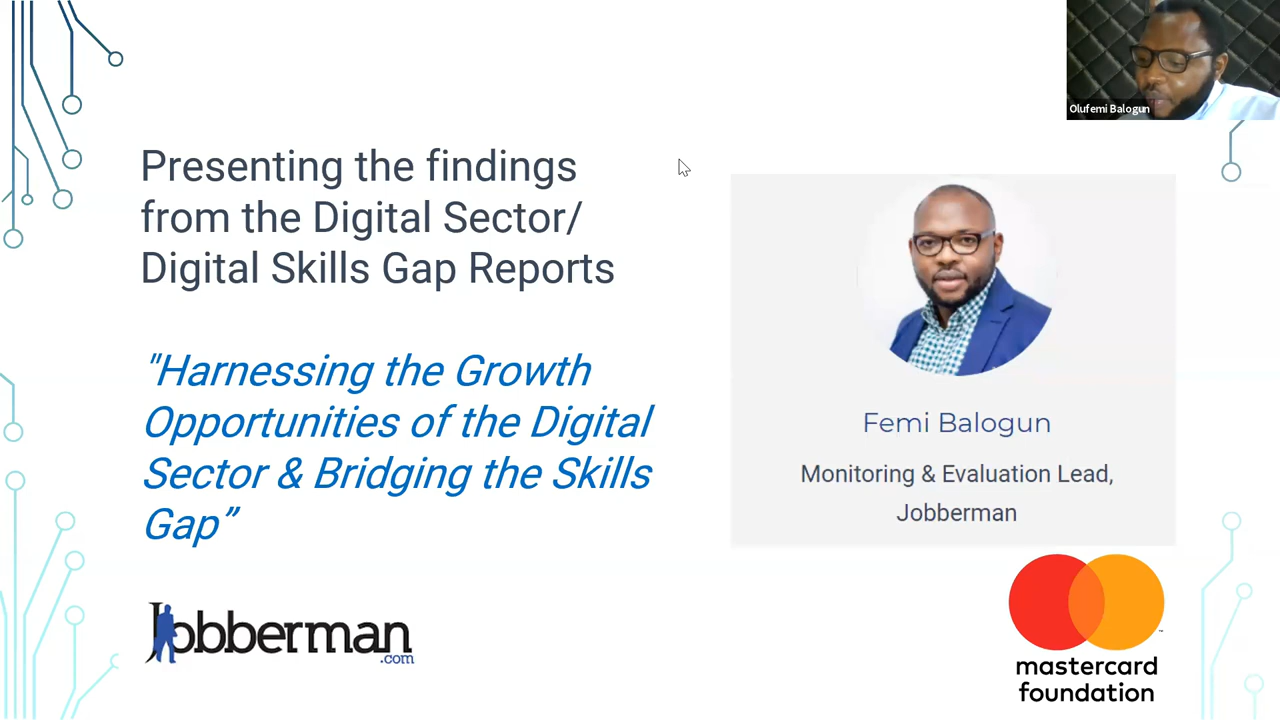 Olufemi Balogun
Presenting the findings
from the Digital Sector/
Digital Skills Gap Reports
"Harnessing the Growth
Opportunities of the Digital
Sector & Bridging the Skills
Gap”
Femi Balogun
Monitoring & Evaluation Lead,
Jobberman
Jobberman
.com
mastercard
foundation